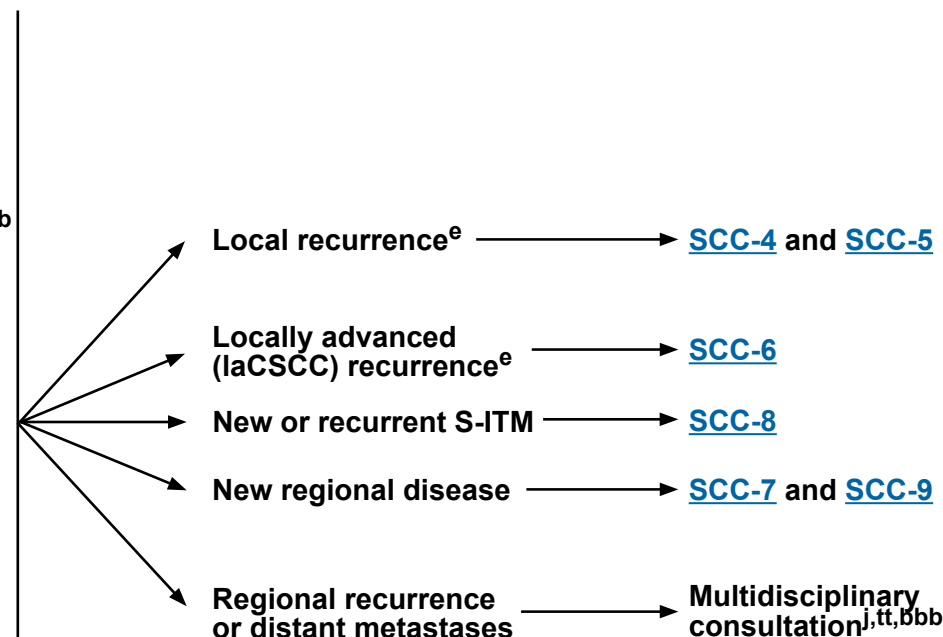 b
Local recurrence^e
SCC-4 and SCC-5
Locally advanced
(laCSCC) recurrence^e
SCC-6
New or recurrent S-ITM
SCC-8
New regional disease
SCC-7 and SCC-9
Regional recurrence
or distant metastases
Multidisciplinary
consultation^j,tt,bbb